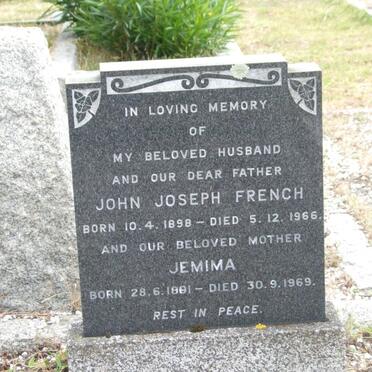 IN LOVING MEMORY
OF
MY BELOVED HUSBAND
AND OUR DEAR FATHER
JOHN JOSEPH FRENCH
BORN 10.4.1898 – DIED 5.12.1966.
AND OUR BELOVED MOTHER
JEMIMA
BORN 28.6.1881 – DIED 30.9.1969.
REST IN PEACE.